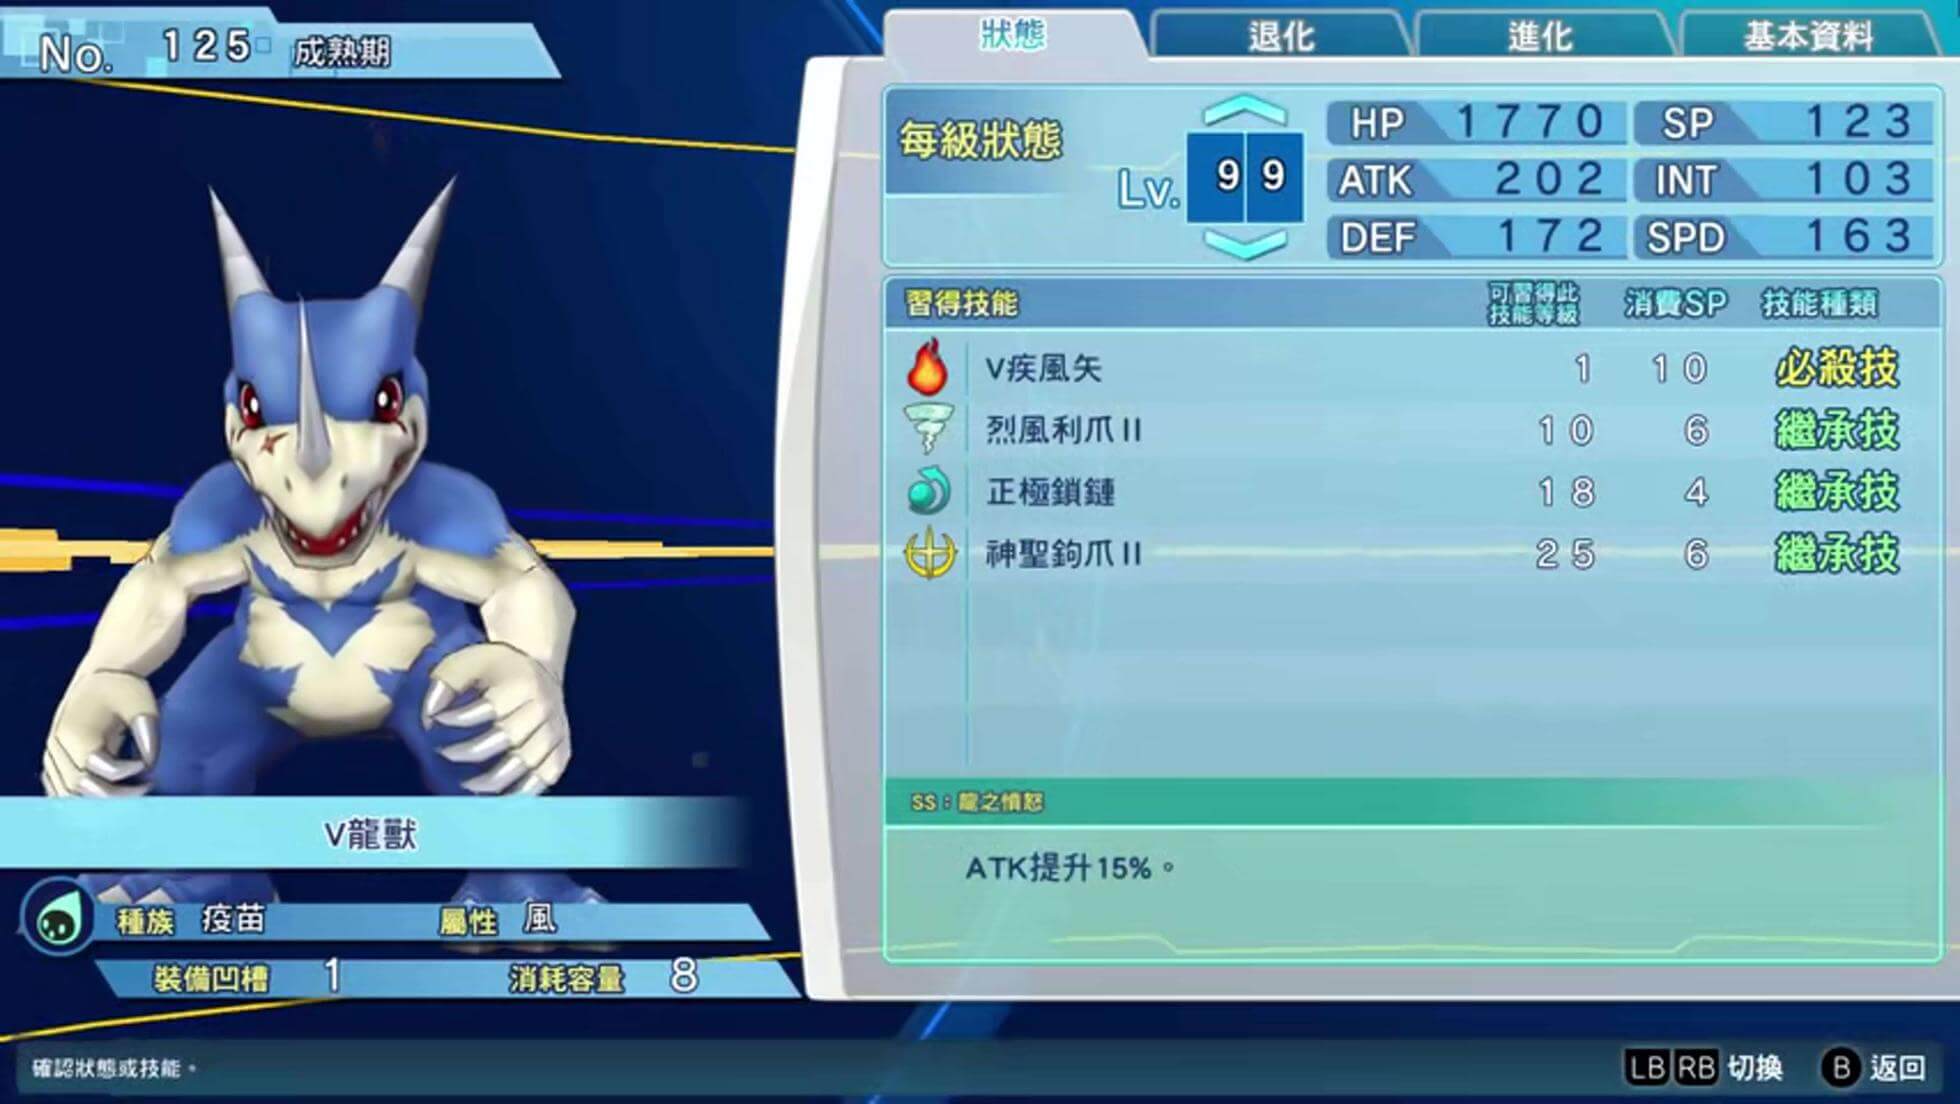 No. 125 成熟期
狀態 退化 進化 基本資料
每級狀態
Lv. 99
HP 1770 SP 123
ATK 202 INT 103
DEF 172 SPD 163
習得技能 可習得此技能等級 消費SP 技能種類
V疾風矢 1 10 必殺技
烈風利爪II 10 6 繼承技
正極鎖鏈 18 4 繼承技
神聖鉤爪II 25 6 繼承技
SS：龍之憤怒
ATK提升15%。
V龍獸
種族 疫苗 屬性 風
裝備凹槽 1 消耗容量 8
確認狀態或技能。
LB RB 切換 B 返回